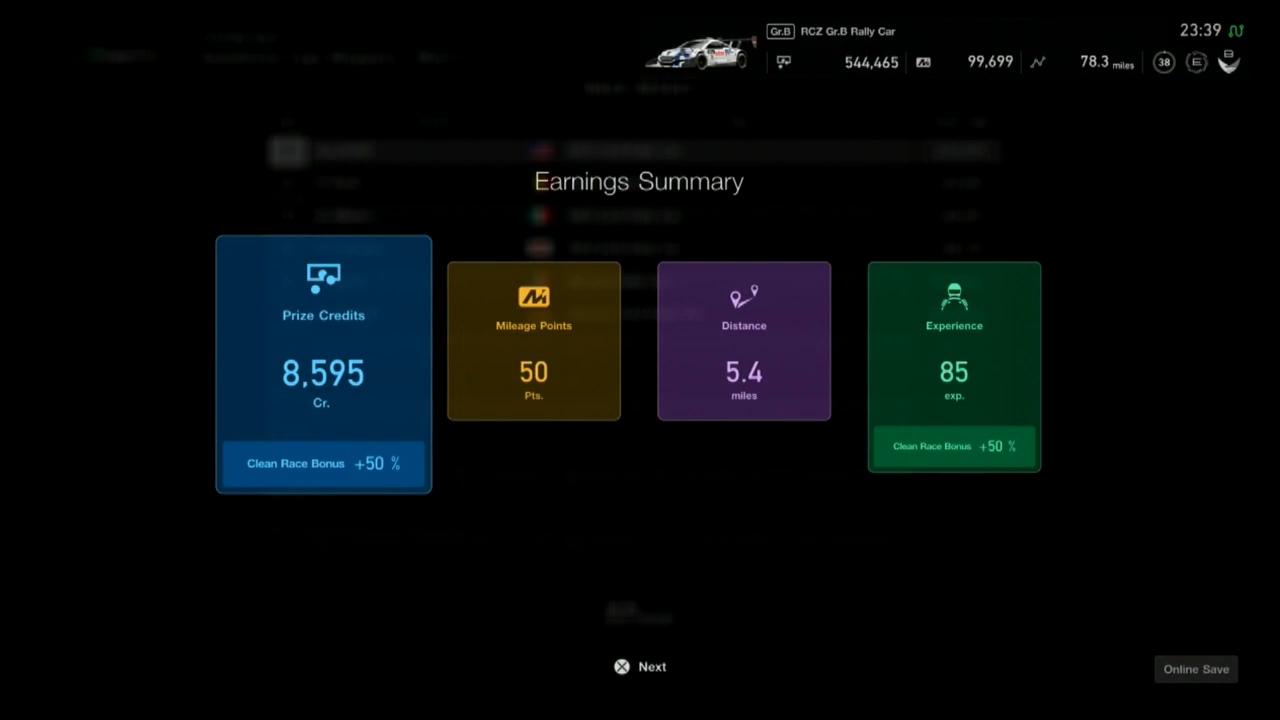 Gr.B RCZ Gr.B Rally Car 23:39
544,465 99,699 78.3 miles 38 E B
Earnings Summary
Prize Credits
8,595
Cr.
Clean Race Bonus +50 %
Mileage Points
50
Pts.
Distance
5.4
miles
Experience
85
exp.
Clean Race Bonus +50 %
Next
Online Save